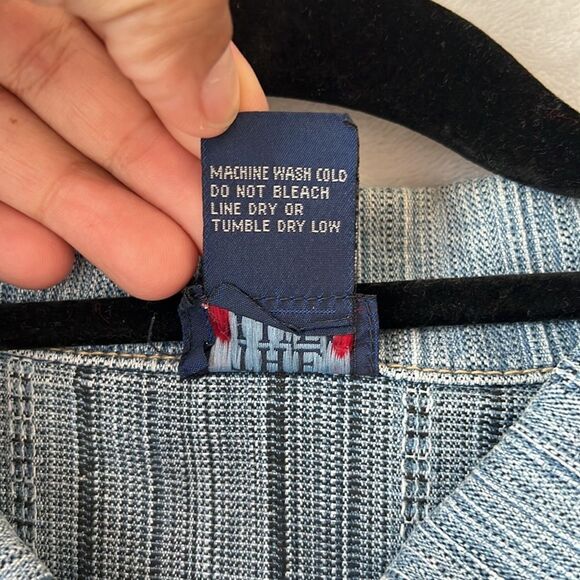 MACHINE WASH COLD
DO NOT BLEACH
LINE DRY OR
TUMBLE DRY LOW